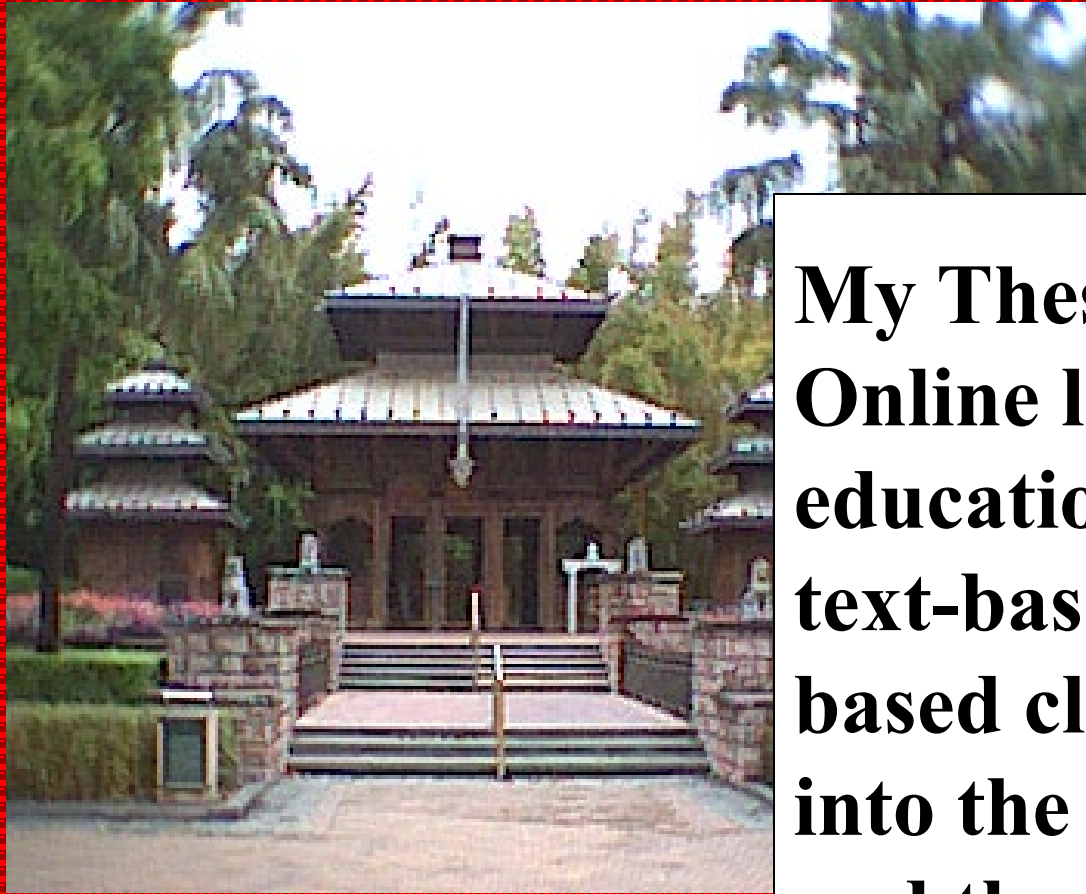 My Thes
Online l
educatio
text-bas
based cl
into the